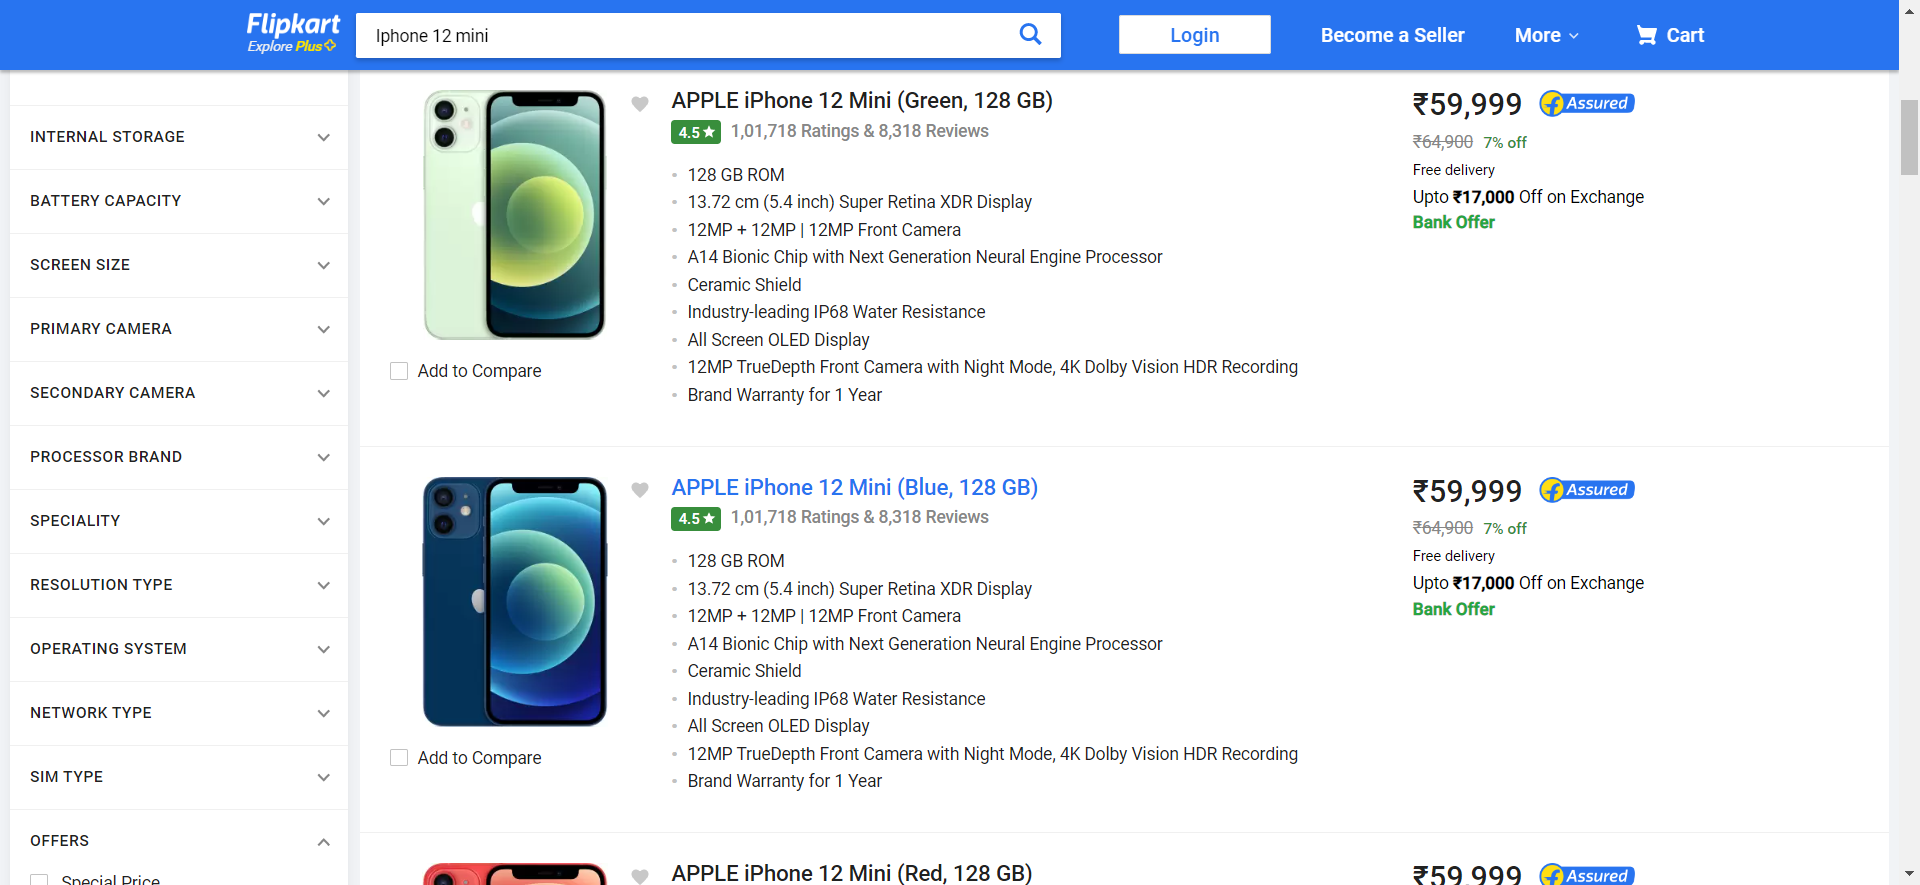 Flipkart
Explore Plus
Iphone 12 mini
Login
Become a Seller
More
Cart
INTERNAL STORAGE
BATTERY CAPACITY
SCREEN SIZE
PRIMARY CAMERA
SECONDARY CAMERA
PROCESSOR BRAND
SPECIALITY
RESOLUTION TYPE
OPERATING SYSTEM
NETWORK TYPE
SIM TYPE
OFFERS
Special Price
Add to Compare
APPLE iPhone 12 Mini (Green, 128 GB)
4.5★ 1,01,718 Ratings & 8,318 Reviews
128 GB ROM
13.72 cm (5.4 inch) Super Retina XDR Display
12MP + 12MP | 12MP Front Camera
A14 Bionic Chip with Next Generation Neural Engine Processor
Ceramic Shield
Industry-leading IP68 Water Resistance
All Screen OLED Display
12MP TrueDepth Front Camera with Night Mode, 4K Dolby Vision HDR Recording
Brand Warranty for 1 Year
₹59,999 f Assured
₹64,900 7% off
Free delivery
Upto ₹17,000 Off on Exchange
Bank Offer
Add to Compare
APPLE iPhone 12 Mini (Blue, 128 GB)
4.5★ 1,01,718 Ratings & 8,318 Reviews
128 GB ROM
13.72 cm (5.4 inch) Super Retina XDR Display
12MP + 12MP | 12MP Front Camera
A14 Bionic Chip with Next Generation Neural Engine Processor
Ceramic Shield
Industry-leading IP68 Water Resistance
All Screen OLED Display
12MP TrueDepth Front Camera with Night Mode, 4K Dolby Vision HDR Recording
Brand Warranty for 1 Year
₹59,999 f Assured
₹64,900 7% off
Free delivery
Upto ₹17,000 Off on Exchange
Bank Offer
APPLE iPhone 12 Mini (Red, 128 GB)
₹59,999 f Assured